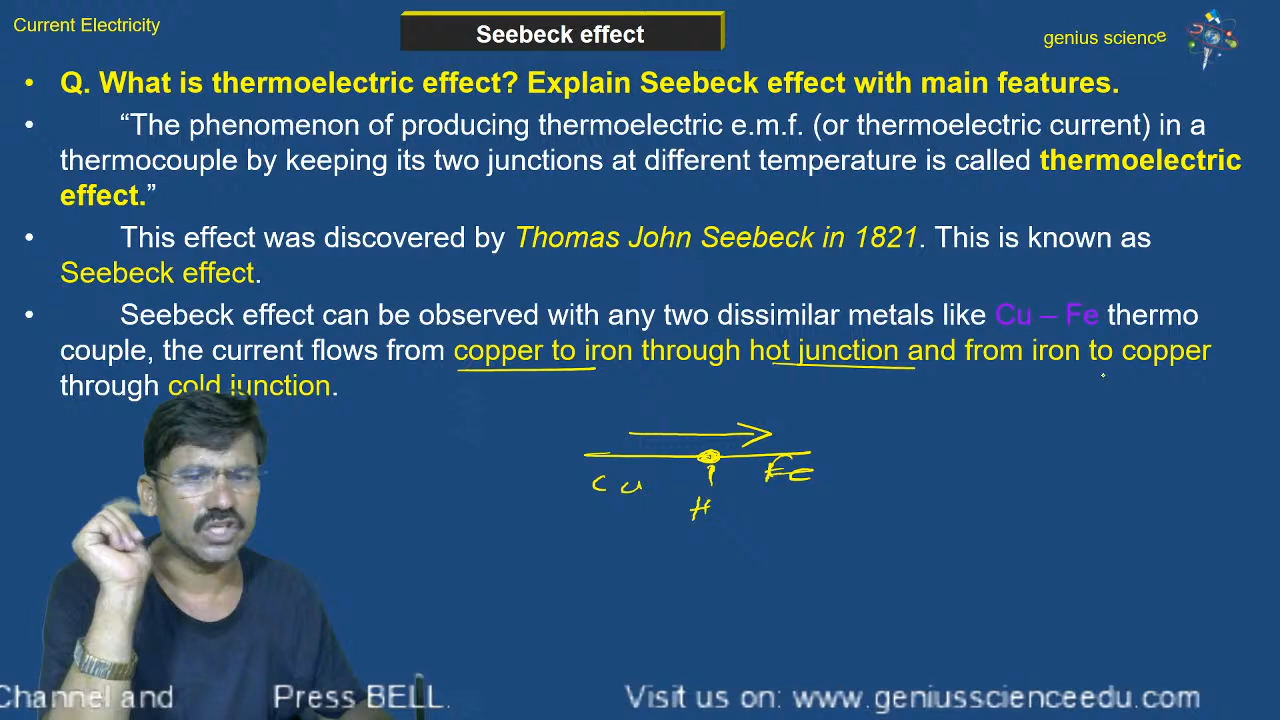 Current Electricity
Seebeck effect
genius science
• Q. What is thermoelectric effect? Explain Seebeck effect with main features.
• “The phenomenon of producing thermoelectric e.m.f. (or thermoelectric current) in a
thermocouple by keeping its two junctions at different temperature is called thermoelectric
effect.”
• This effect was discovered by Thomas John Seebeck in 1821. This is known as
Seebeck effect.
• Seebeck effect can be observed with any two dissimilar metals like Cu – Fe thermo
couple, the current flows from copper to iron through hot junction and from iron to copper
through cold junction.
Cu Fe
H
Channel and Press BELL. Visit us on: www.geniusscienceedu.com